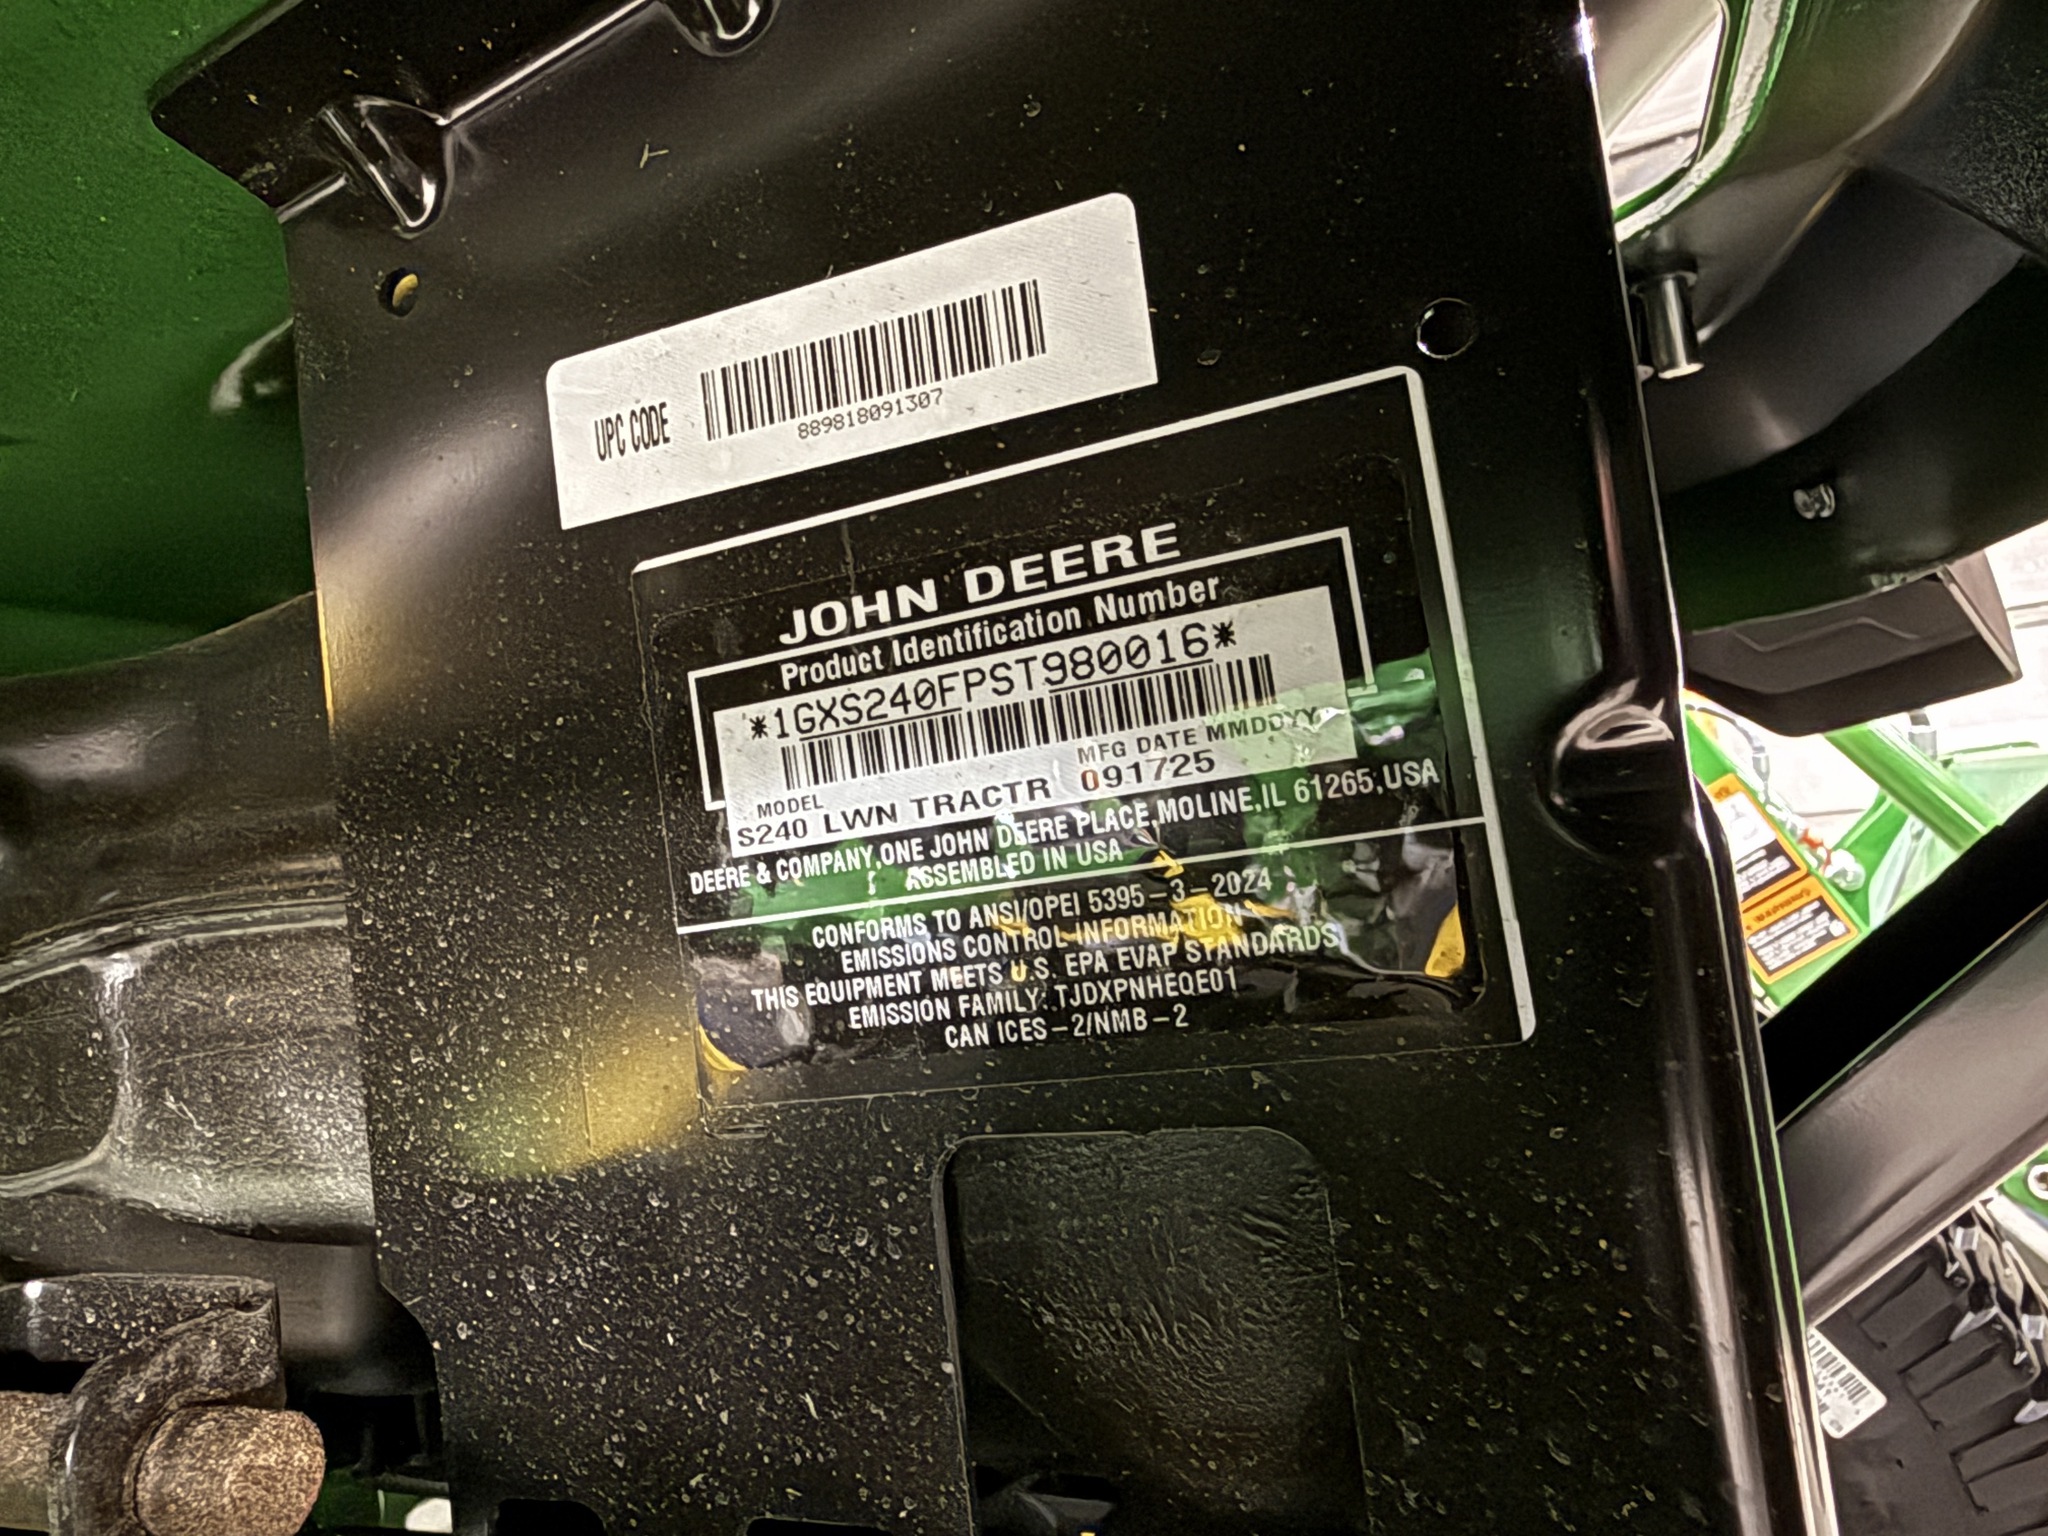 UPC CODE
889818091307
JOHN DEERE
Product Identification Number
*1GXS240FPST980016*
MODEL MFG DATE MMDDYY
S240 LWN TRACTR 091725
DEERE & COMPANY,ONE JOHN DEERE PLACE,MOLINE,IL 61265,USA
ASSEMBLED IN USA
CONFORMS TO ANSI/OPEI 5395-3-2024
EMISSIONS CONTROL INFORMATION
THIS EQUIPMENT MEETS U.S. EPA EVAP STANDARDS
EMISSION FAMILY: TJDXPNHEQE01
CAN ICES-2/NMB-2